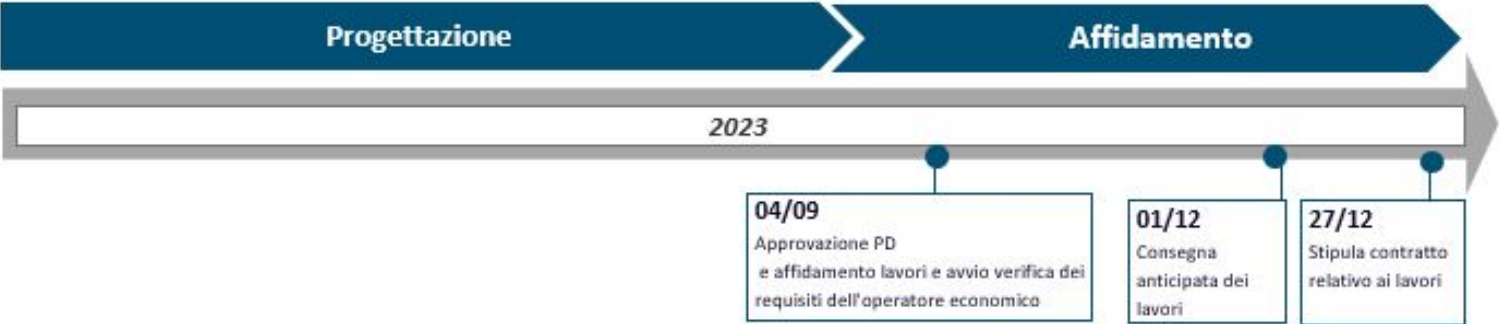 Progettazione
Affidamento
2023
04/09
Approvazione PD
e affidamento lavori e avvio verifica dei
requisiti dell'operatore economico
01/12
Consegna
anticipata dei
lavori
27/12
Stipula contratto
relativo ai lavori